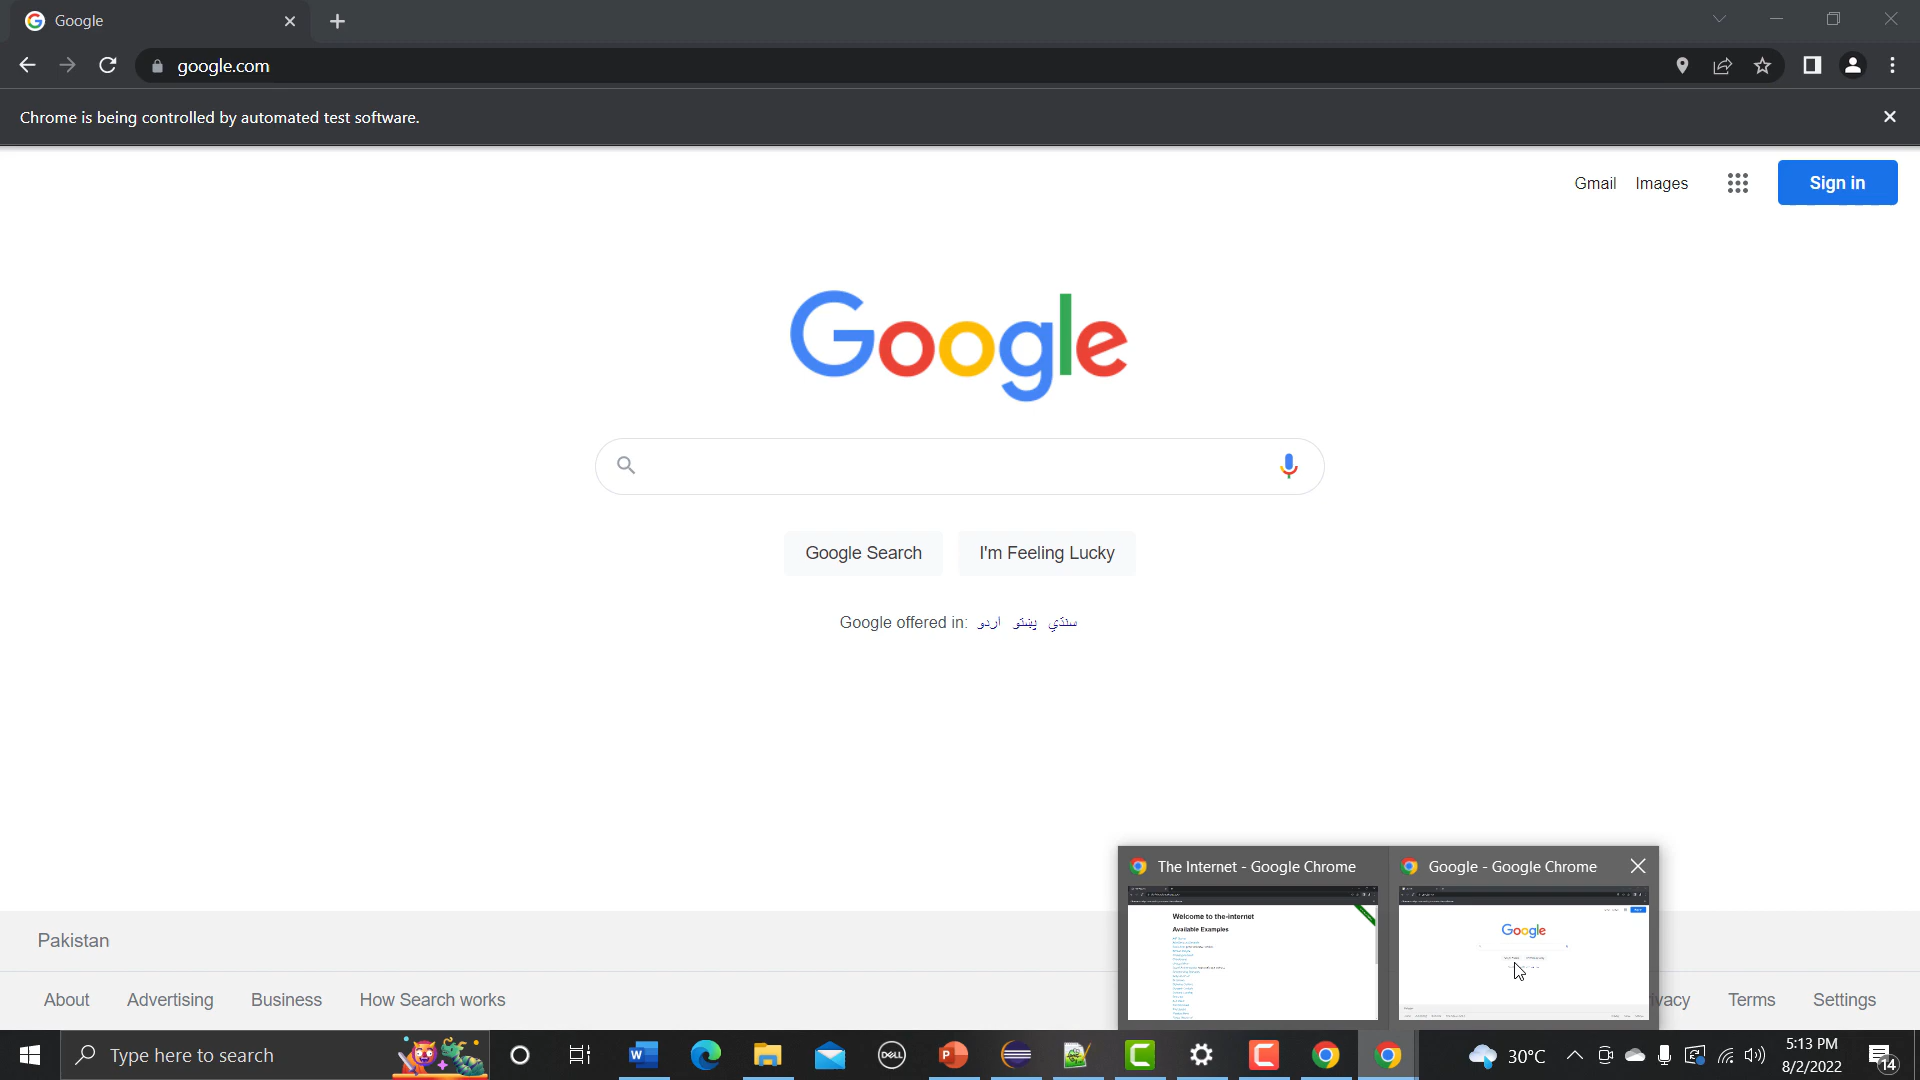 Google
google.com
Chrome is being controlled by automated test software.
Gmail Images Sign in
Google
Google Search I'm Feeling Lucky
Google offered in: اردو پښتو سنڌي
The Internet - Google Chrome Google - Google Chrome
Welcome to the-internet
Available Examples
Google
Pakistan
About Advertising Business How Search works Terms Settings
Type here to search
W DELL P C C 30°C 5:13 PM
8/2/2022 14